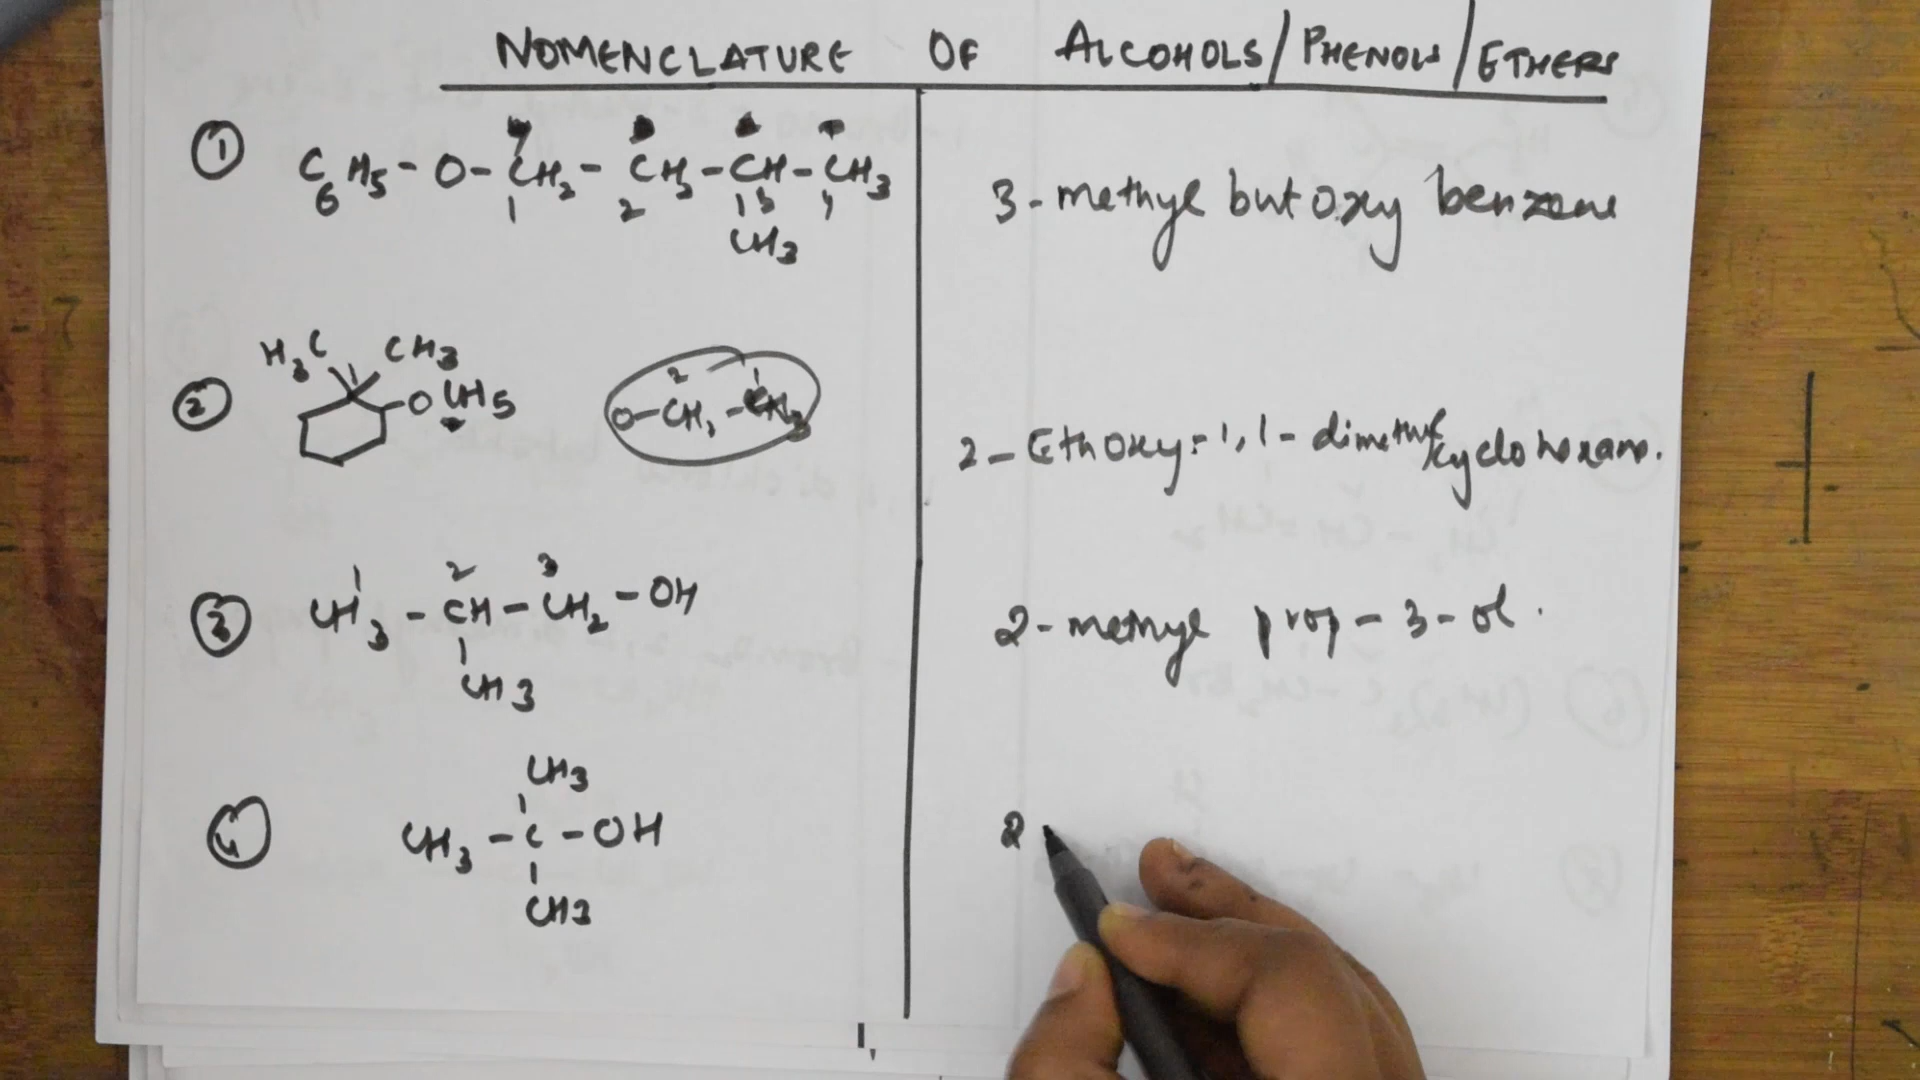 NOMENCLATURE OF ALCOHOLS/PHENOLS/ETHERS
①
C6H5-O-CH2-CH2-CH-CH3
1 2 3
CH3
3-methyl butoxy benzene
②
H3C CH3
1
OC2H5
2 1
O-CH2-CH3
2-Ethoxy-1,1-dimethylcyclohexane.
③
1 2 3
CH3-CH-CH2-OH
CH3
2-methyl prop-3-ol.
④
CH3
CH3-C-OH
CH3
2